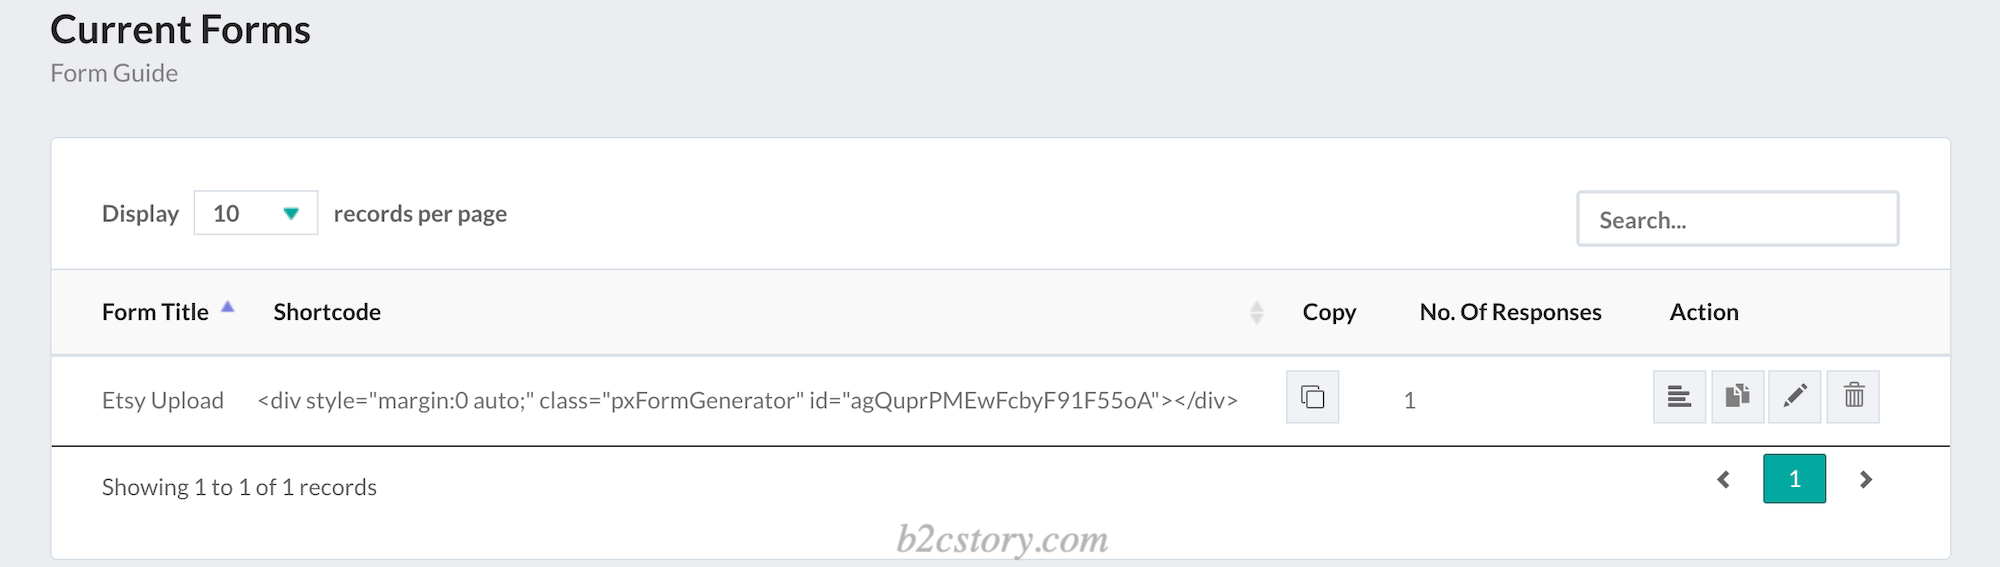 Current Forms
Form Guide
Display 10 records per page
Search...
Form Title Shortcode Copy No. Of Responses Action
Etsy Upload <div style="margin:0 auto;" class="pxFormGenerator" id="agQuprPMEwFcbyF91F55oA"></div> 1
Showing 1 to 1 of 1 records
1
b2cstory.com